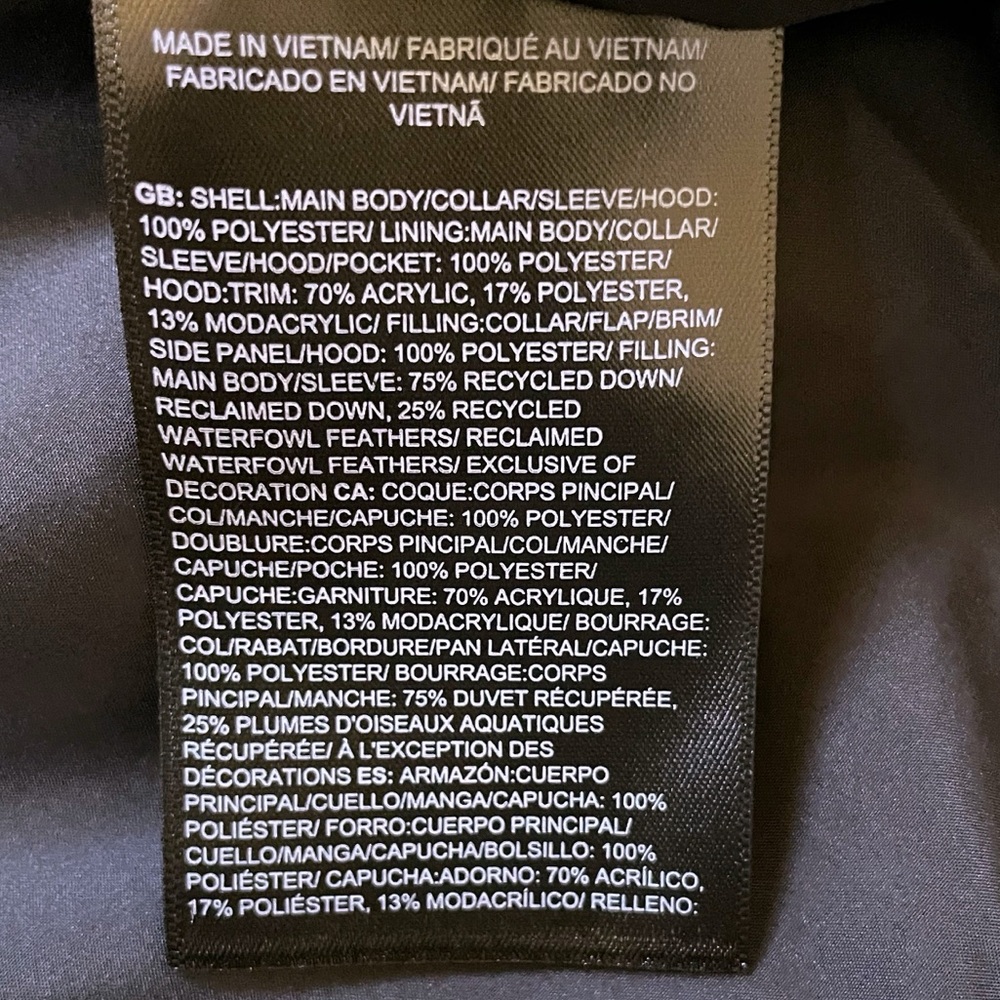 MADE IN VIETNAM/ FABRIQUÉ AU VIETNAM/
FABRICADO EN VIETNAM/ FABRICADO NO
VIETNÃ
GB: SHELL:MAIN BODY/COLLAR/SLEEVE/HOOD:
100% POLYESTER/ LINING:MAIN BODY/COLLAR/
SLEEVE/HOOD/POCKET: 100% POLYESTER/
HOOD:TRIM: 70% ACRYLIC, 17% POLYESTER,
13% MODACRYLIC/ FILLING:COLLAR/FLAP/BRIM/
SIDE PANEL/HOOD: 100% POLYESTER/ FILLING:
MAIN BODY/SLEEVE: 75% RECYCLED DOWN/
RECLAIMED DOWN, 25% RECYCLED
WATERFOWL FEATHERS/ RECLAIMED
WATERFOWL FEATHERS/ EXCLUSIVE OF
DECORATION CA: COQUE:CORPS PINCIPAL/
COL/MANCHE/CAPUCHE: 100% POLYESTER/
DOUBLURE:CORPS PINCIPAL/COL/MANCHE/
CAPUCHE/POCHE: 100% POLYESTER/
CAPUCHE:GARNITURE: 70% ACRYLIQUE, 17%
POLYESTER, 13% MODACRYLIQUE/ BOURRAGE:
COL/RABAT/BORDURE/PAN LATÉRAL/CAPUCHE:
100% POLYESTER/ BOURRAGE:CORPS
PINCIPAL/MANCHE: 75% DUVET RÉCUPÉRÉE,
25% PLUMES D'OISEAUX AQUATIQUES
RÉCUPÉRÉE/ À L'EXCEPTION DES
DÉCORATIONS ES: ARMAZÓN:CUERPO
PRINCIPAL/CUELLO/MANGA/CAPUCHA: 100%
POLIÉSTER/ FORRO:CUERPO PRINCIPAL/
CUELLO/MANGA/CAPUCHA/BOLSILLO: 100%
POLIÉSTER/ CAPUCHA:ADORNO: 70% ACRÍLICO,
17% POLIÉSTER, 13% MODACRÍLICO/ RELLENO: